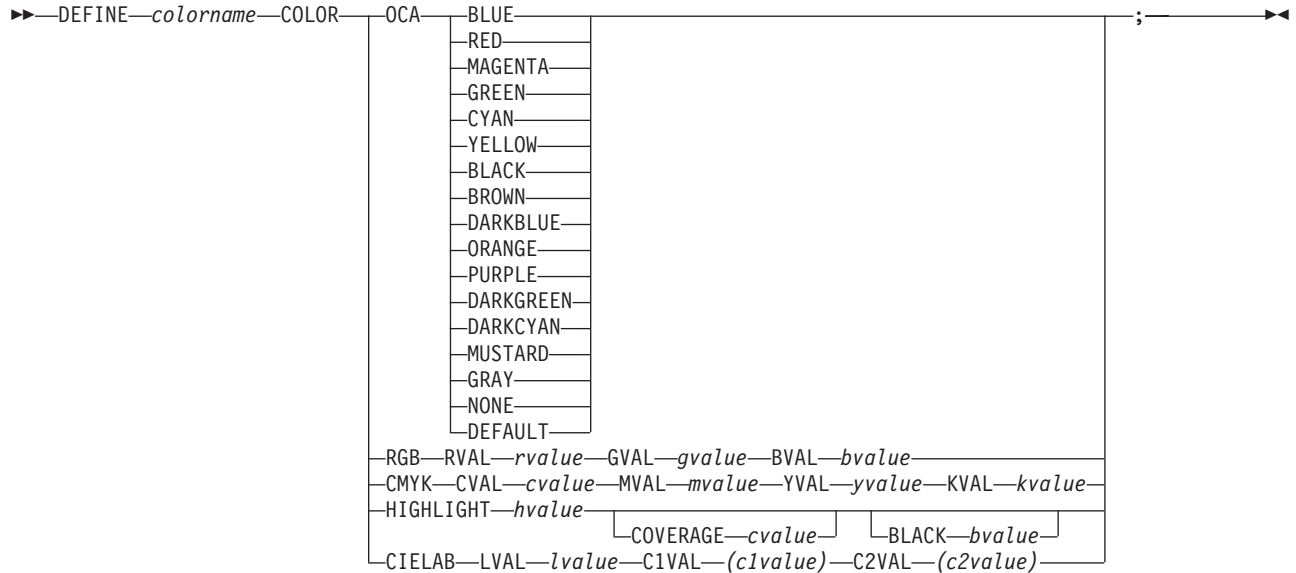 DEFINE colorname COLOR OCA BLUE ;
RED
MAGENTA
GREEN
CYAN
YELLOW
BLACK
BROWN
DARKBLUE
ORANGE
PURPLE
DARKGREEN
DARKCYAN
MUSTARD
GRAY
NONE
DEFAULT
RGB RVAL rvalue GVAL gvalue BVAL bvalue
CMYK CVAL cvalue MVAL mvalue YVAL yvalue KVAL kvalue
HIGHLIGHT hvalue
COVERAGE cvalue BLACK bvalue
CIELAB LVAL lvalue C1VAL (c1value) C2VAL (c2value)